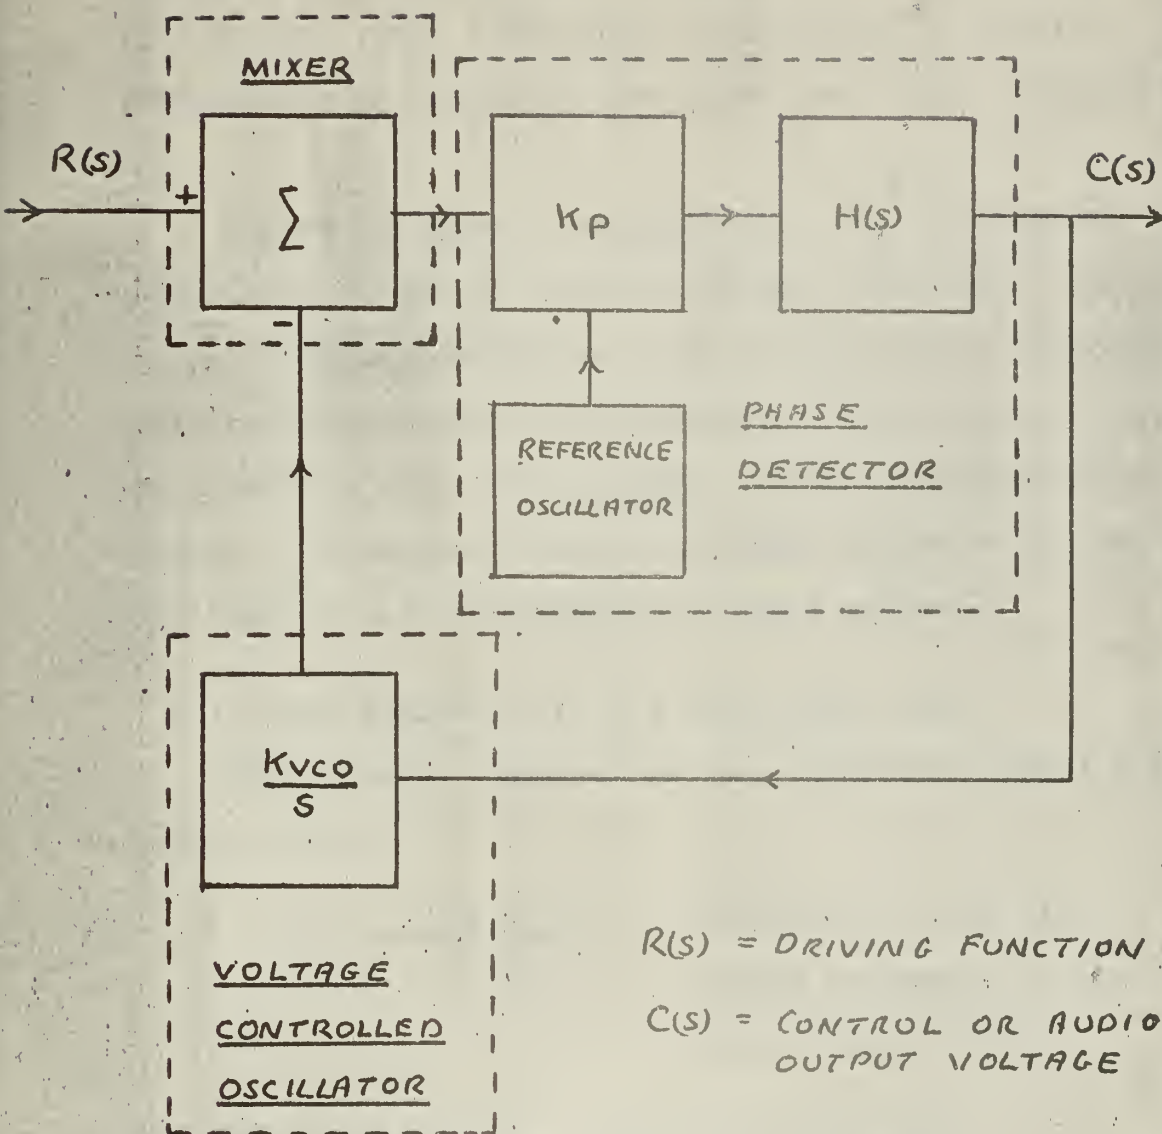 MIXER
R(S)
+
Σ
-
Kp
H(S)
C(S)
REFERENCE
OSCILLATOR
PHASE
DETECTOR
KVCO
S
VOLTAGE
CONTROLLED
OSCILLATOR
R(S) = DRIVING FUNCTION
C(S) = CONTROL OR AUDIO
OUTPUT VOLTAGE